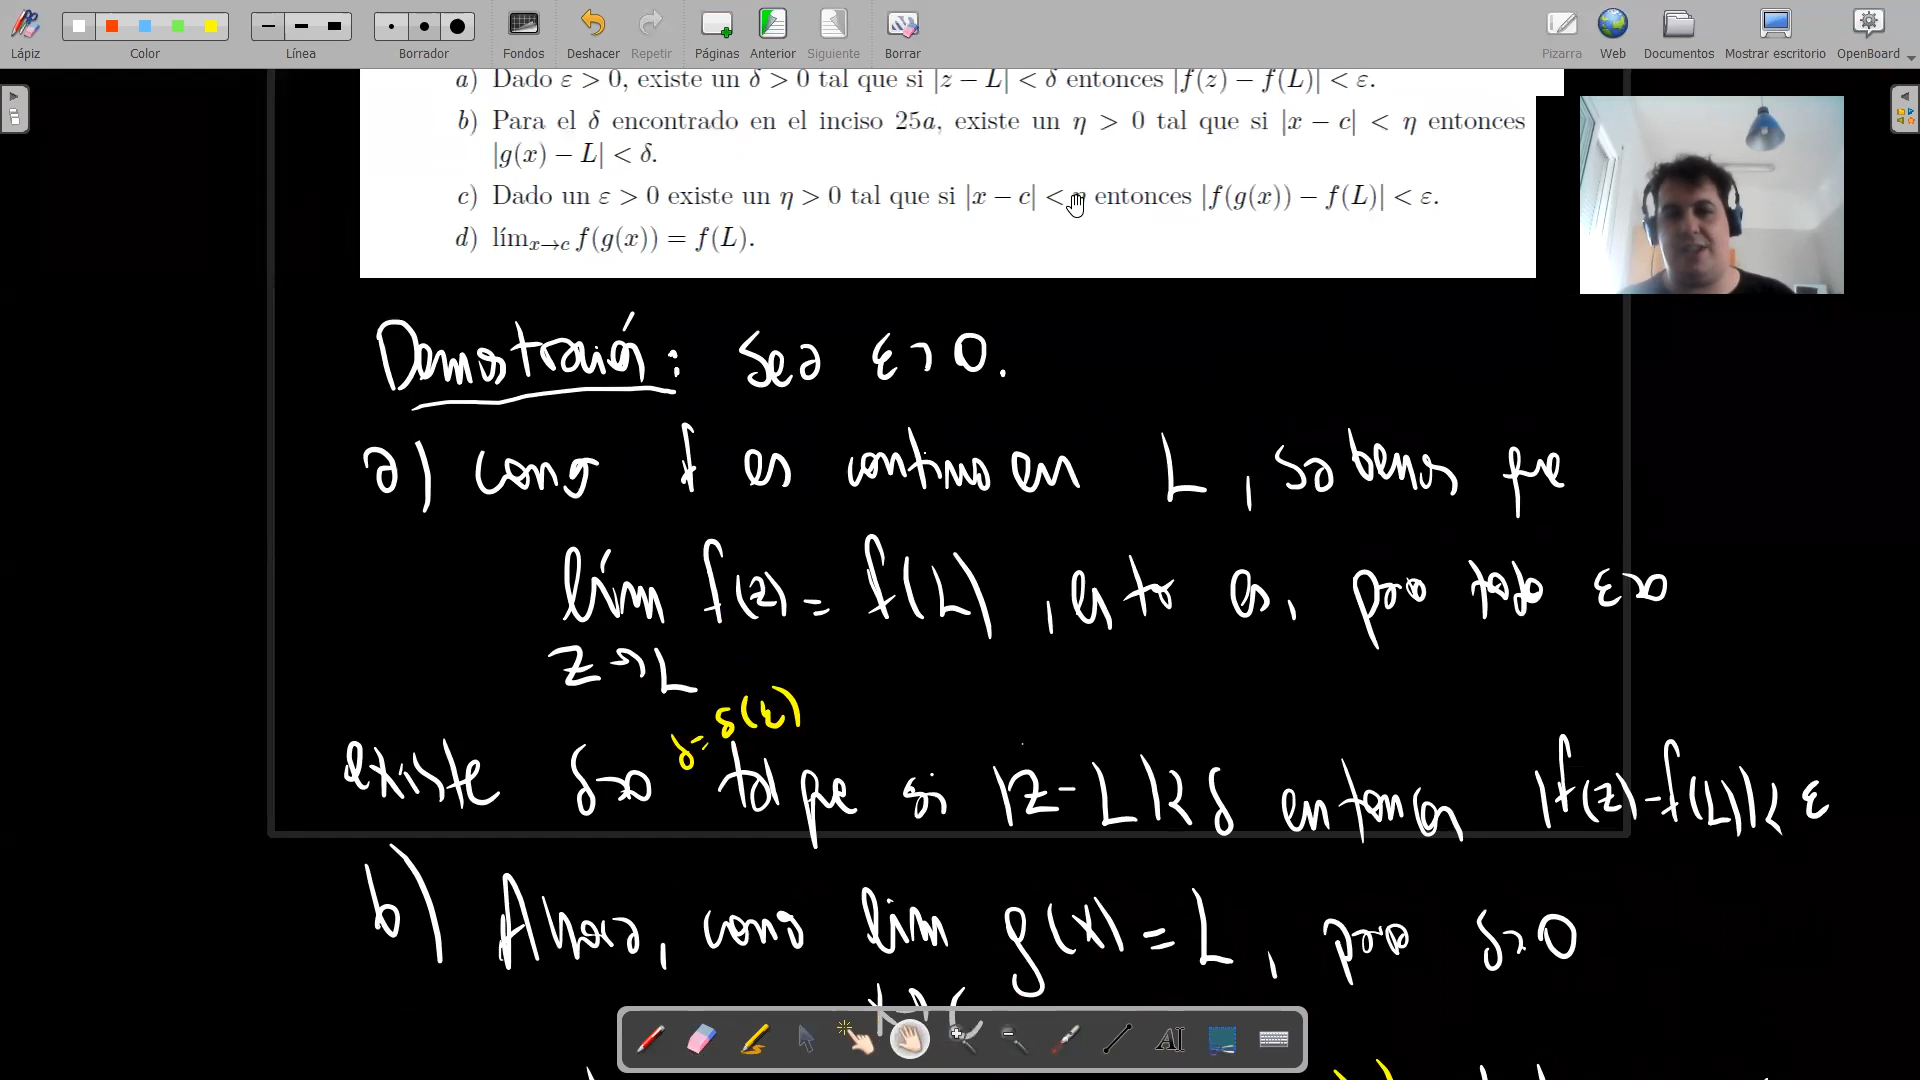 Lápiz Color Línea Borrador Fondos Deshacer Repetir Páginas Anterior Siguiente Borrar Pizarra Web Documentos Mostrar escritorio OpenBoard
a) Dado ε > 0, existe un δ > 0 tal que si |z − L| < δ entonces |f(z) − f(L)| < ε.
b) Para el δ encontrado en el inciso 25a, existe un η > 0 tal que si |x − c| < η entonces
|g(x) − L| < δ.
c) Dado un ε > 0 existe un η > 0 tal que si |x − c| < η entonces |f(g(x)) − f(L)| < ε.
d) lím x→c f(g(x)) = f(L).
Demostración: Sea ε > 0.
a) como f es continua en L, sabemos que
lím f(z) = f(L), esto es, para todo ε>0
z→L
δ = δ(ε)
existe δ>0 tal que si |z − L| < δ entonces |f(z) − f(L)| < ε
b) Ahora, como lim g(x) = L, para δ>0
x→c